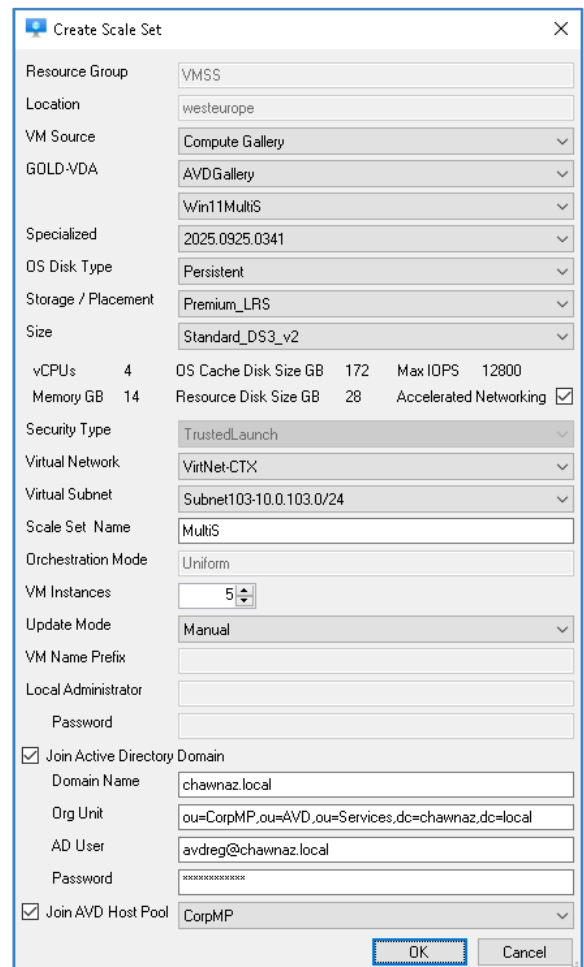 Create Scale Set
Resource Group VMSS
Location westeurope
VM Source Compute Gallery
GOLD-VDA AVDGallery
Win11MultiS
Specialized 2025.0925.0341
OS Disk Type Persistent
Storage / Placement Premium_LRS
Size Standard_DS3_v2
vCPUs 4 OS Cache Disk Size GB 172 Max IOPS 12800
Memory GB 14 Resource Disk Size GB 28 Accelerated Networking
Security Type TrustedLaunch
Virtual Network VirtNet-CTX
Virtual Subnet Subnet103-10.0.103.0/24
Scale Set Name MultiS
Orchestration Mode Uniform
VM Instances 5
Update Mode Manual
VM Name Prefix
Local Administrator
Password
Join Active Directory Domain
Domain Name chawnaz.local
Org Unit ou=CorpMP,ou=AVD,ou=Services,dc=chawnaz,dc=local
AD User avdreg@chawnaz.local
Password ************
Join AVD Host Pool CorpMP
OK Cancel